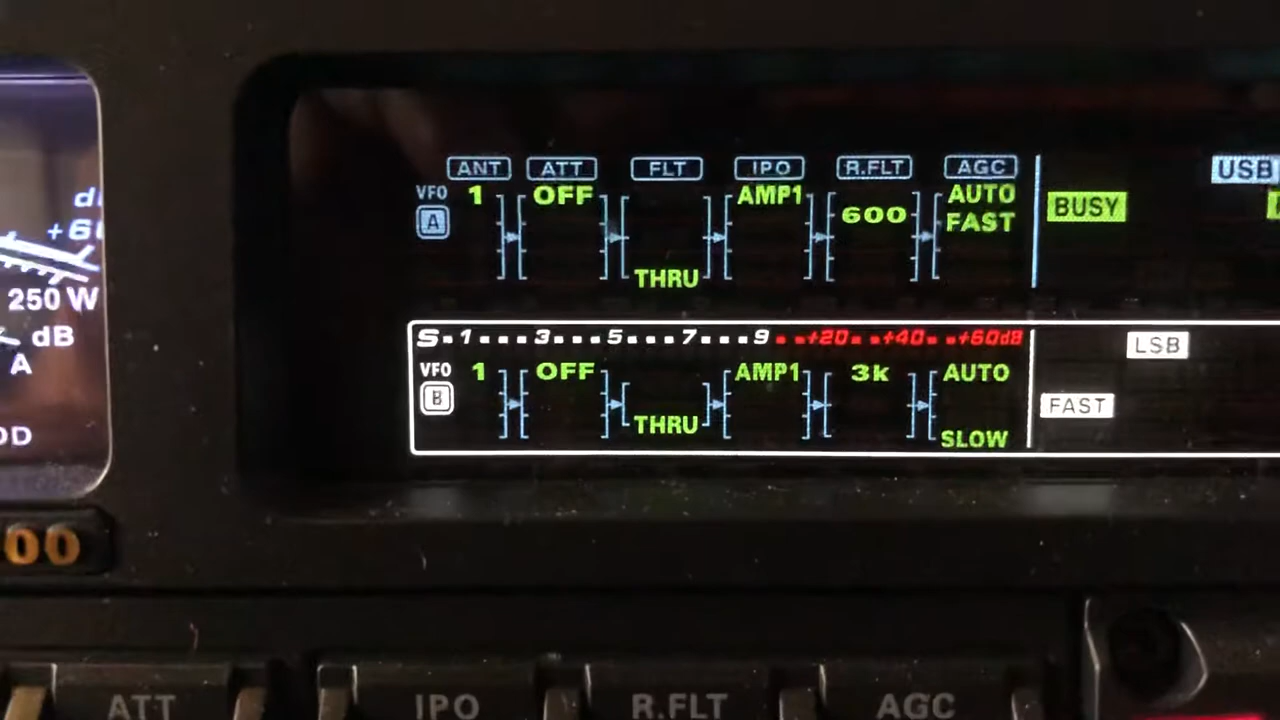 ANT ATT FLT IPO R.FLT AGC USB
VFO 1 OFF AMP1 AUTO
A 600 FAST BUSY
THRU
S 1 3 5 7 9 +20 +40 +60dB
VFO 1 OFF AMP1 3k AUTO LSB
B THRU SLOW FAST
+6
250 W
dB
A
00
ATT IPO R.FLT AGC